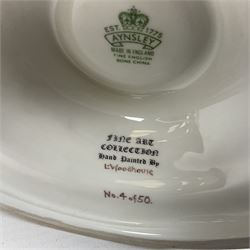 EST. 1775
AYNSLEY
MADE IN ENGLAND
FINE ENGLISH
BONE CHINA
FINE ART
COLLECTION
Hand Painted By
L Woodhouse
No. 4 of 50.